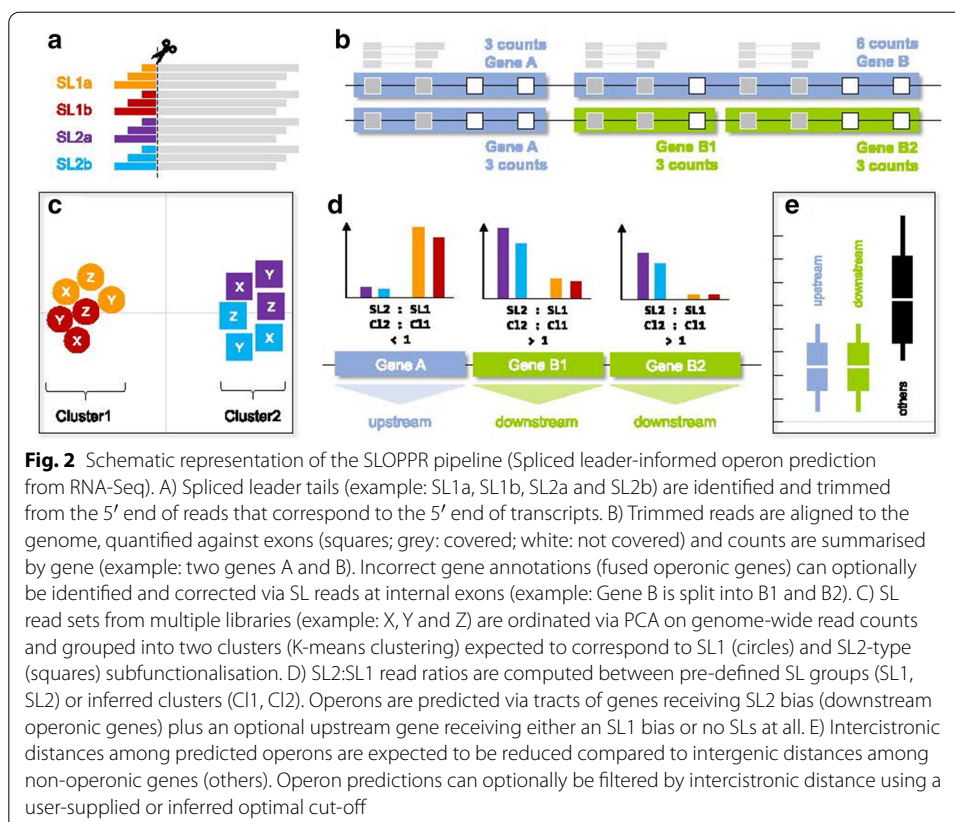 a
SL1a
SL1b
SL2a
SL2b
b
3 counts
Gene A
6 counts
Gene B
Gene A
3 counts
Gene B1
3 counts
Gene B2
3 counts
c
Z
X
Y
Z
Y
X
Y
X
Z
Z
X
Y
Cluster1
Cluster2
d
SL2 : SL1
Cl2 : Cl1
< 1
SL2 : SL1
Cl2 : Cl1
> 1
SL2 : SL1
Cl2 : Cl1
> 1
Gene A
Gene B1
Gene B2
upstream
downstream
downstream
e
upstream
downstream
others
Fig. 2 Schematic representation of the SLOPPR pipeline (Spliced leader-informed operon prediction
from RNA-Seq). A) Spliced leader tails (example: SL1a, SL1b, SL2a and SL2b) are identified and trimmed
from the 5′ end of reads that correspond to the 5′ end of transcripts. B) Trimmed reads are aligned to the
genome, quantified against exons (squares; grey: covered; white: not covered) and counts are summarised
by gene (example: two genes A and B). Incorrect gene annotations (fused operonic genes) can optionally
be identified and corrected via SL reads at internal exons (example: Gene B is split into B1 and B2). C) SL
read sets from multiple libraries (example: X, Y and Z) are ordinated via PCA on genome-wide read counts
and grouped into two clusters (K-means clustering) expected to correspond to SL1 (circles) and SL2-type
(squares) subfunctionalisation. D) SL2:SL1 read ratios are computed between pre-defined SL groups (SL1,
SL2) or inferred clusters (Cl1, Cl2). Operons are predicted via tracts of genes receiving SL2 bias (downstream
operonic genes) plus an optional upstream gene receiving either an SL1 bias or no SLs at all. E) Intercistronic
distances among predicted operons are expected to be reduced compared to intergenic distances among
non-operonic genes (others). Operon predictions can optionally be filtered by intercistronic distance using a
user-supplied or inferred optimal cut-off